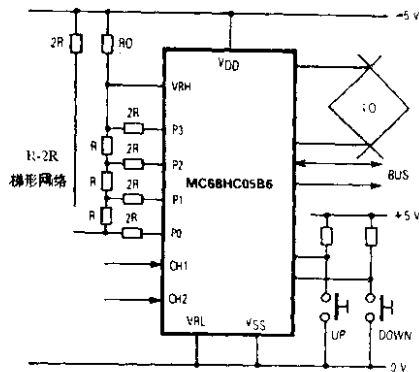 +5 V
2R
RO
VDD
VRH
2R
P3
R
2R
P2
R-2R
梯形网络
R
2R
P1
MC68HC05B6
BUS
R
2R
P0
+5 V
CH1
CH2
VRL
VSS
UP
DOWN
0 V